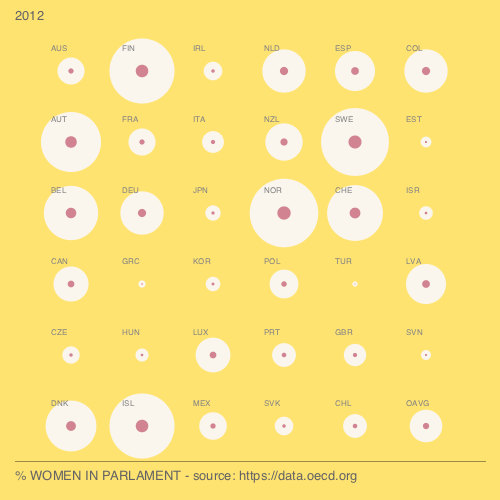 2012
AUS FIN IRL NLD ESP COL
AUT FRA ITA NZL SWE EST
BEL DEU JPN NOR CHE ISR
CAN GRC KOR POL TUR LVA
CZE HUN LUX PRT GBR SVN
DNK ISL MEX SVK CHL OAVG
% WOMEN IN PARLAMENT - source: https://data.oecd.org